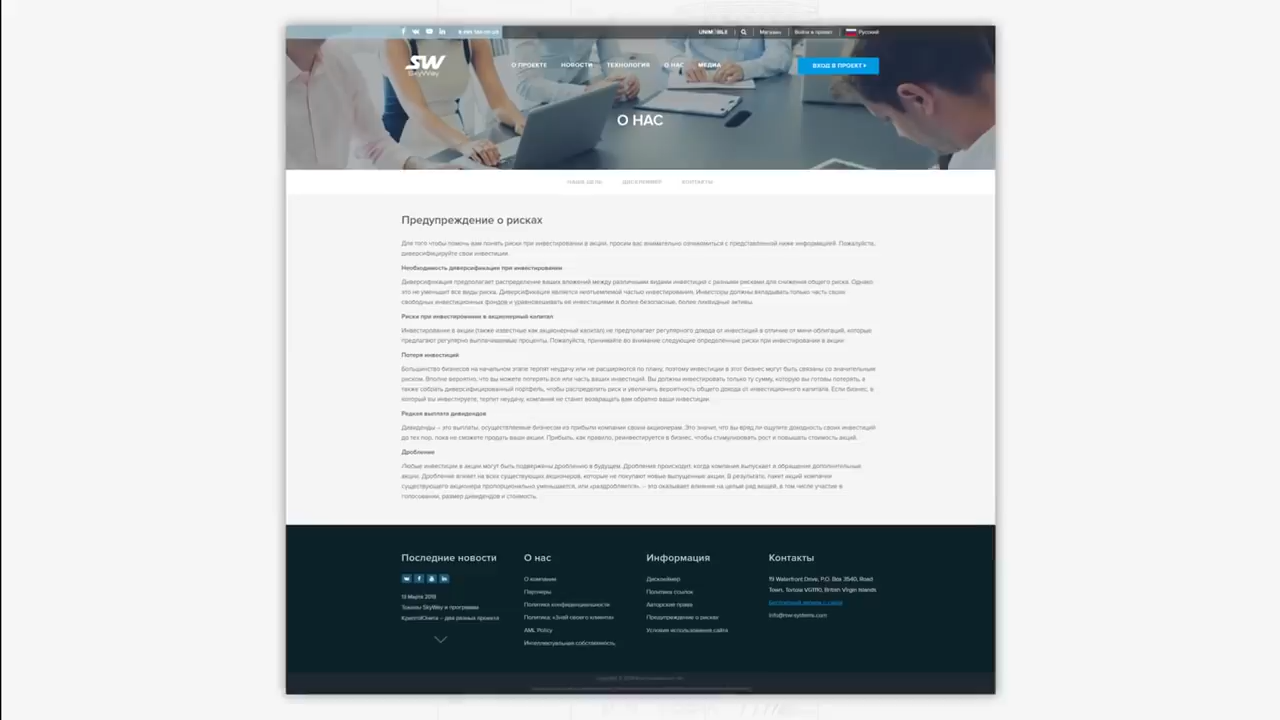 UNIMOBILE
Магазин
Войти в проект
Русский
SW
SkyWay
О ПРОЕКТЕ
НОВОСТИ
ТЕХНОЛОГИЯ
О НАС
МЕДИА
ВХОД В ПРОЕКТ
О НАС
НАША ЦЕЛЬ
ДИСКЛЕЙМЕР
КОНТАКТЫ
Предупреждение о рисках
Для того чтобы помочь вам понять риски при инвестировании в акции, просим вас внимательно ознакомиться с представленной ниже информацией. Пожалуйста,
диверсифицируйте свои инвестиции.
Необходимость диверсификации при инвестировании
Диверсификация предполагает распределение ваших вложений между различными видами инвестиций с разными рисками для снижения общего риска. Однако
это не уменьшит все виды риска. Диверсификация является неотъемлемой частью инвестирования. Инвесторы должны вкладывать только часть своих
свободных инвестиционных фондов и уравновешивать их инвестициями в более безопасные, более ликвидные активы.
Риски при инвестировании в акционерный капитал
Инвестирование в акции (также известные как акционерный капитал) не предполагает регулярного дохода от инвестиций в отличие от мини-облигаций, которые
предлагают регулярно выплачиваемые проценты. Пожалуйста, принимайте во внимание следующие определённые риски при инвестировании в акции:
Потеря инвестиций
Большинство бизнесов на начальном этапе терпят неудачу или не расширяются по плану, поэтому инвестиции в этот бизнес могут быть связаны со значительным
риском. Вполне вероятно, что вы можете потерять все или часть ваших инвестиций. Вы должны инвестировать только ту сумму, которую вы готовы потерять, а
также собрать диверсифицированный портфель, чтобы распределить риск и увеличить вероятность общего дохода от инвестиционного капитала. Если бизнес, в
который вы инвестируете, терпит неудачу, компания не станет возвращать вам обратно ваши инвестиции.
Редкая выплата дивидендов
Дивиденды – это выплаты, осуществляемые бизнесом из прибыли компании своим акционерам. Это значит, что вы вряд ли ощутите доходность своих инвестиций
до тех пор, пока не сможете продать ваши акции. Прибыль, как правило, реинвестируется в бизнес, чтобы стимулировать рост и повышать стоимость акций.
Дробление
Любые инвестиции в акции могут быть подвержены дроблению в будущем. Дробление происходит, когда компания выпускает в обращение дополнительные
акции. Дробление влияет на всех существующих акционеров, которые не покупают новые выпущенные акции. В результате, пакет акций компании
существующего акционера пропорционально уменьшается, или «раздробляется», – это оказывает влияние на целый ряд вещей, в том числе участие в
голосовании, размер дивидендов и стоимость.
Последние новости
13 Марта 2018
Токены SkyWay и программа
КриптоЮнита – два разных проекта
О нас
О компании
Партнеры
Политика конфиденциальности
Политика «Знай своего клиента»
AML Policy
Интеллектуальная собственность
Информация
Дисклеймер
Политика ссылок
Авторские права
Предупреждение о рисках
Условия использования сайта
Контакты
19 Waterfront Drive, P.O. Box 3540, Road
Town, Tortola VG1110, British Virgin Islands
Бесплатный звонок с сайта
info@rsw-systems.com